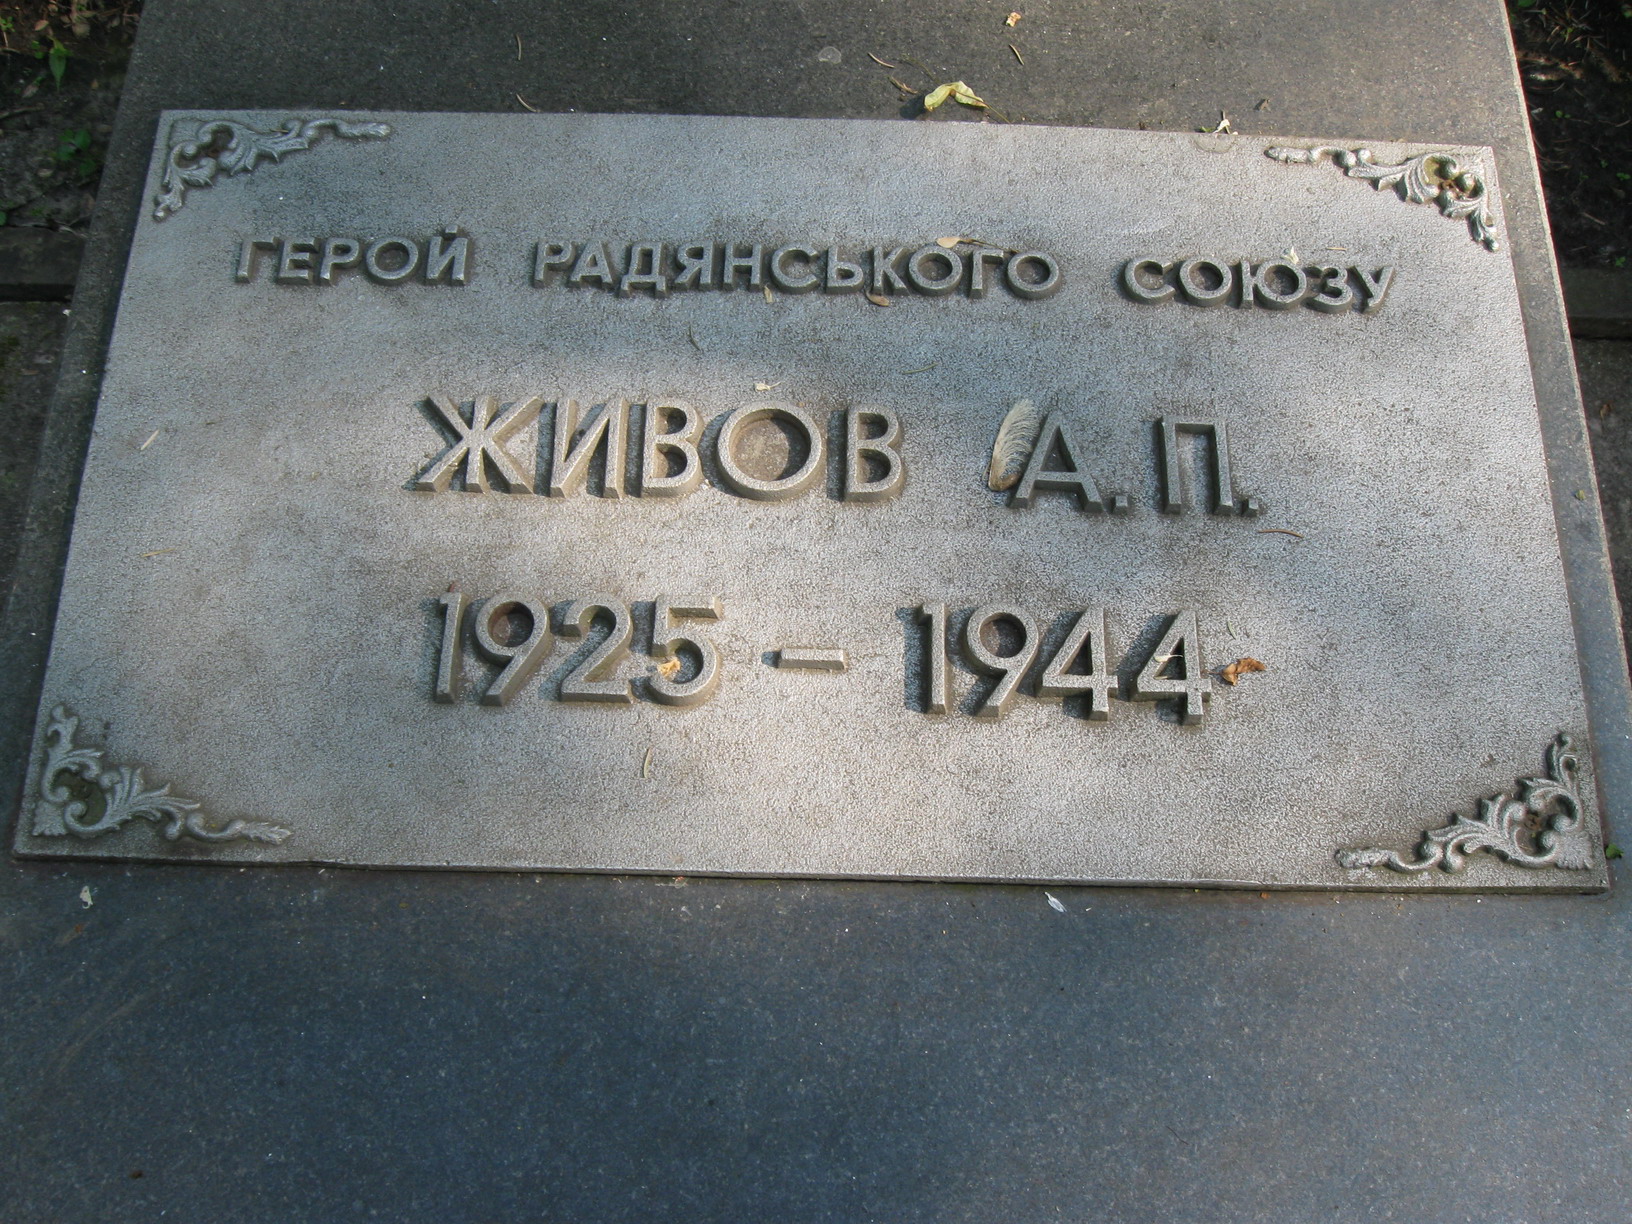 ГЕРОЙ РАДЯНСЬКОГО СОЮЗУ
ЖИВОВ А.П.
1925 – 1944